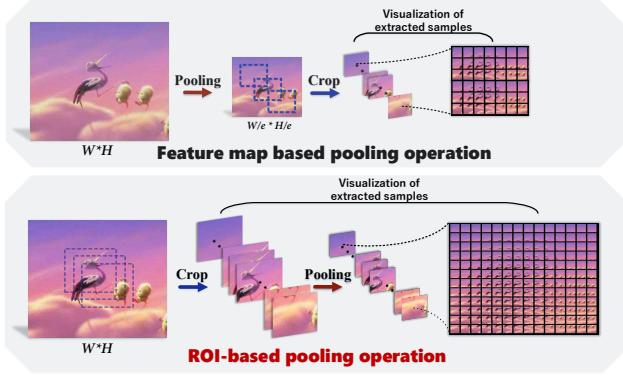 Visualization of
extracted samples
Pooling
Crop
W/e * H/e
W*H
Feature map based pooling operation
Visualization of
extracted samples
Crop
Pooling
W*H
ROI-based pooling operation